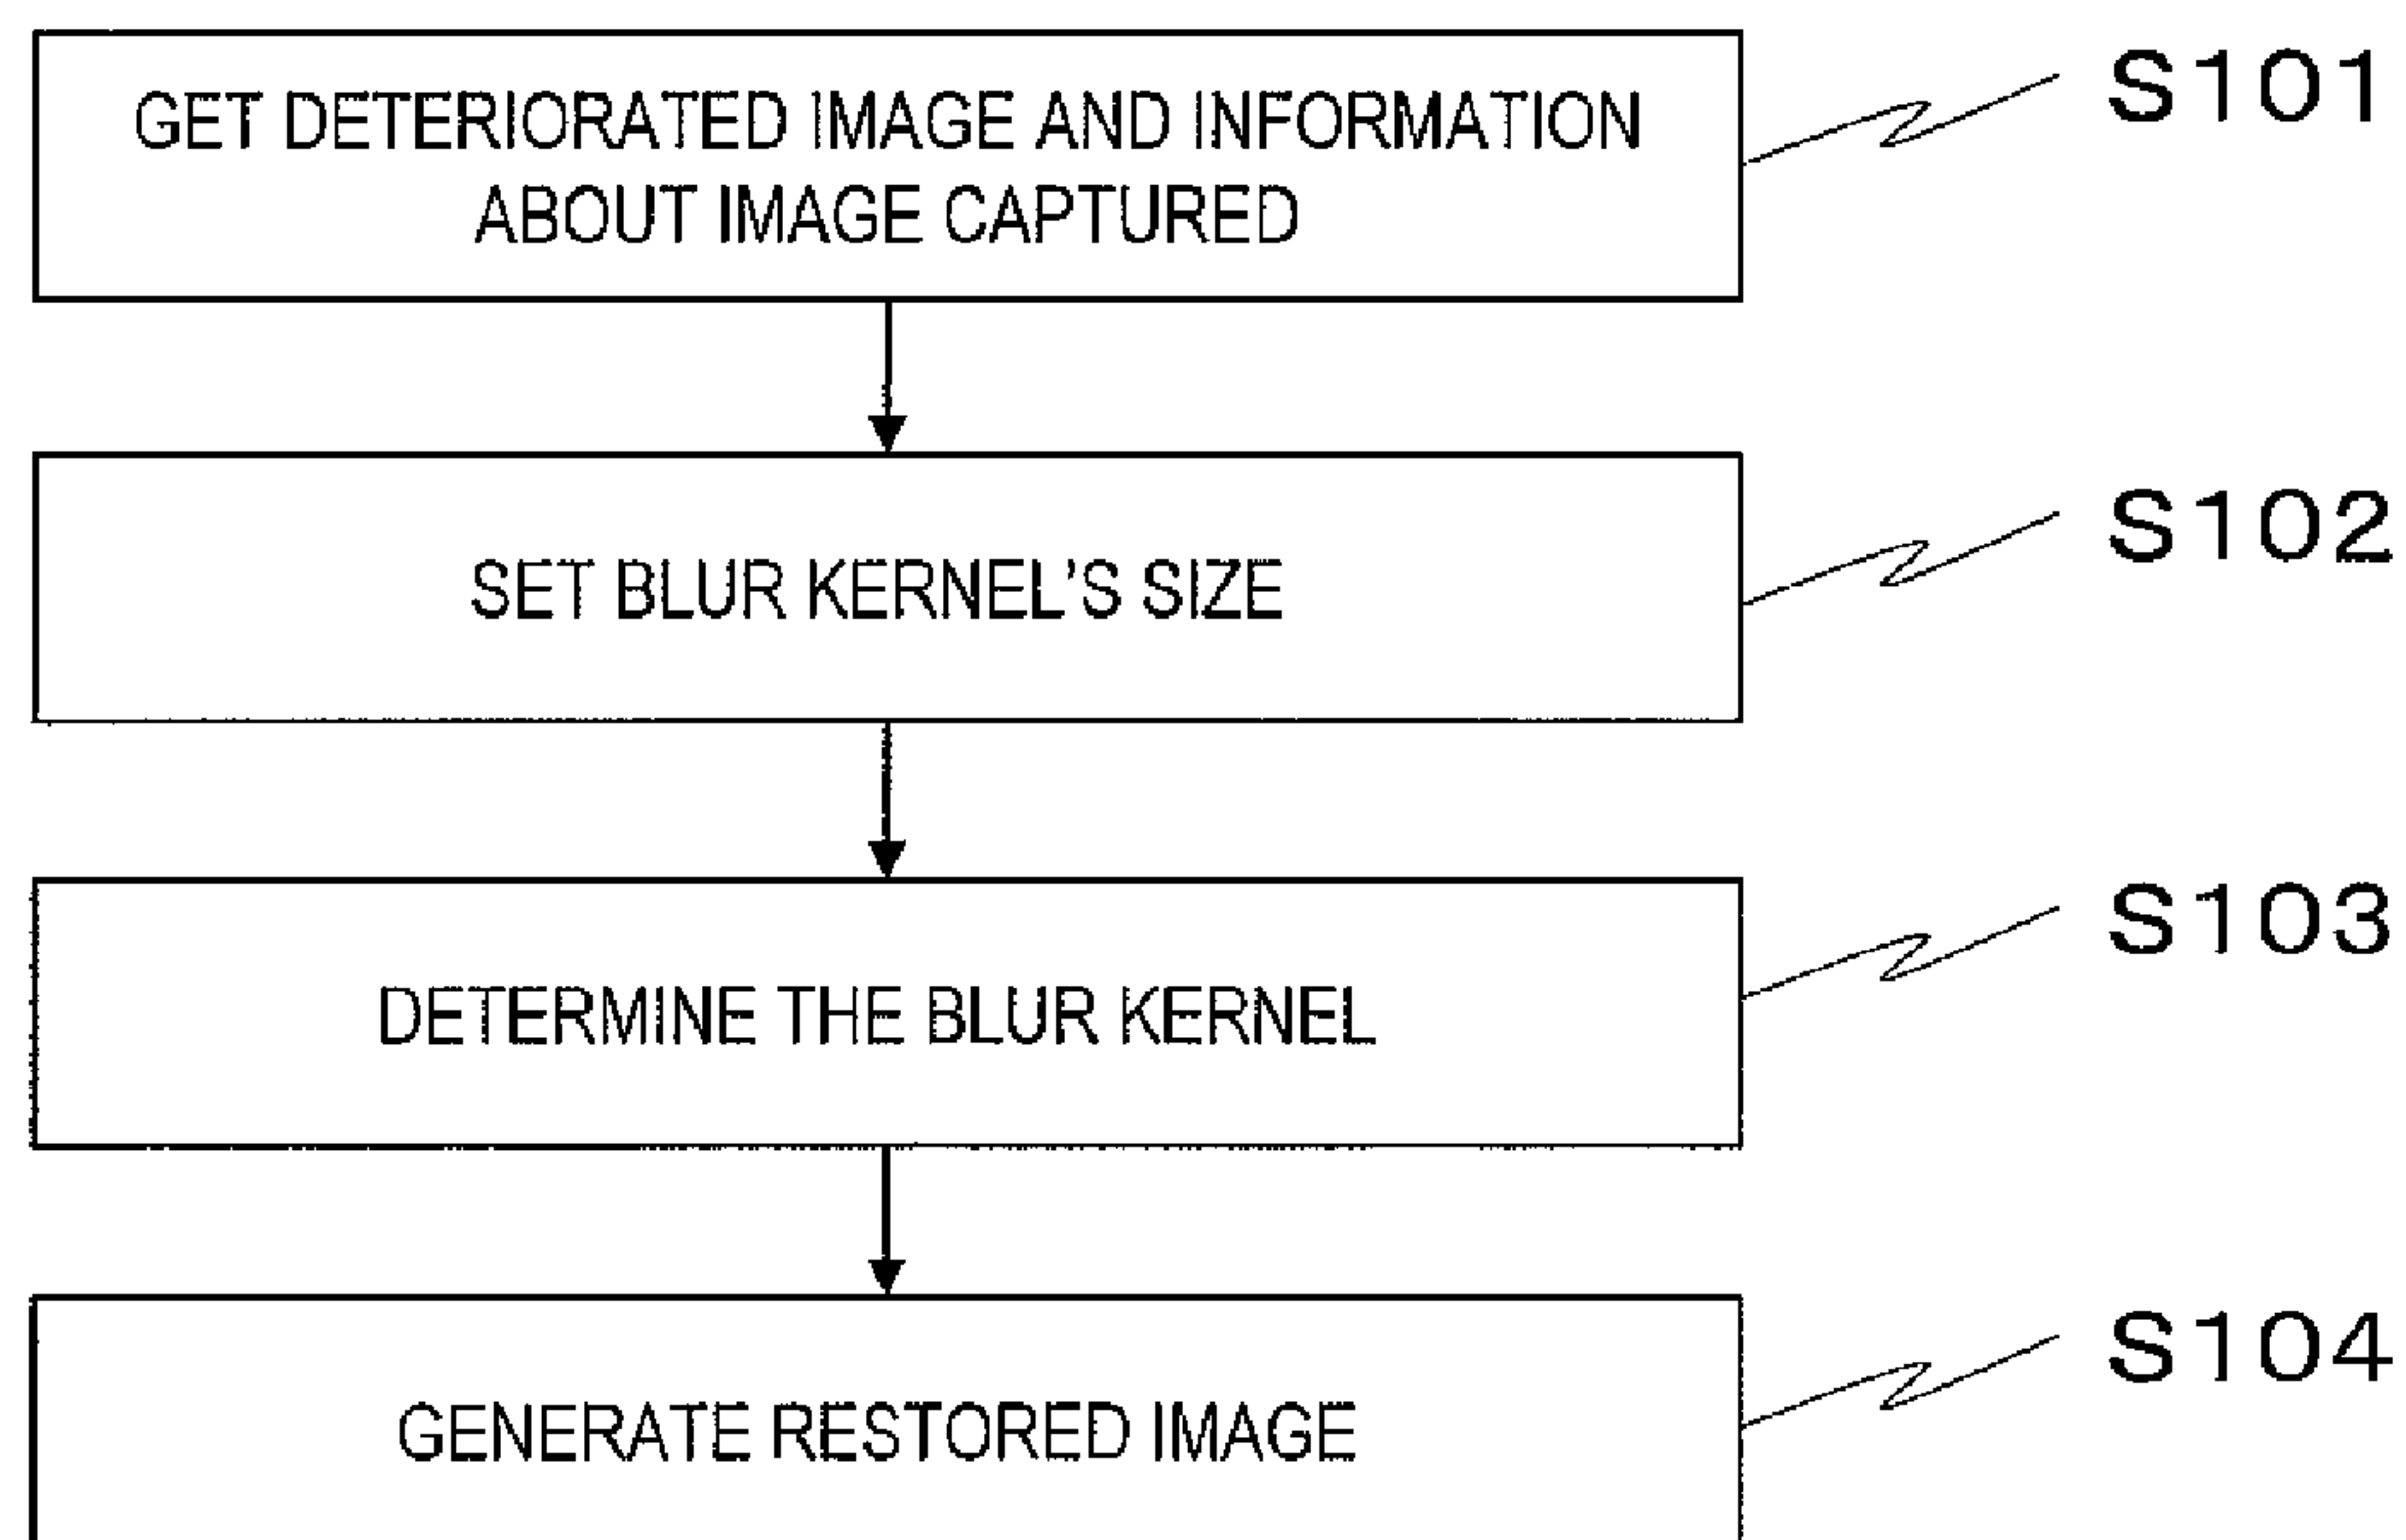 GET DETERIORATED IMAGE AND INFORMATION
ABOUT IMAGE CAPTURED
S101
SET BLUR KERNEL'S SIZE
S102
DETERMINE THE BLUR KERNEL
S103
GENERATE RESTORED IMAGE
S104